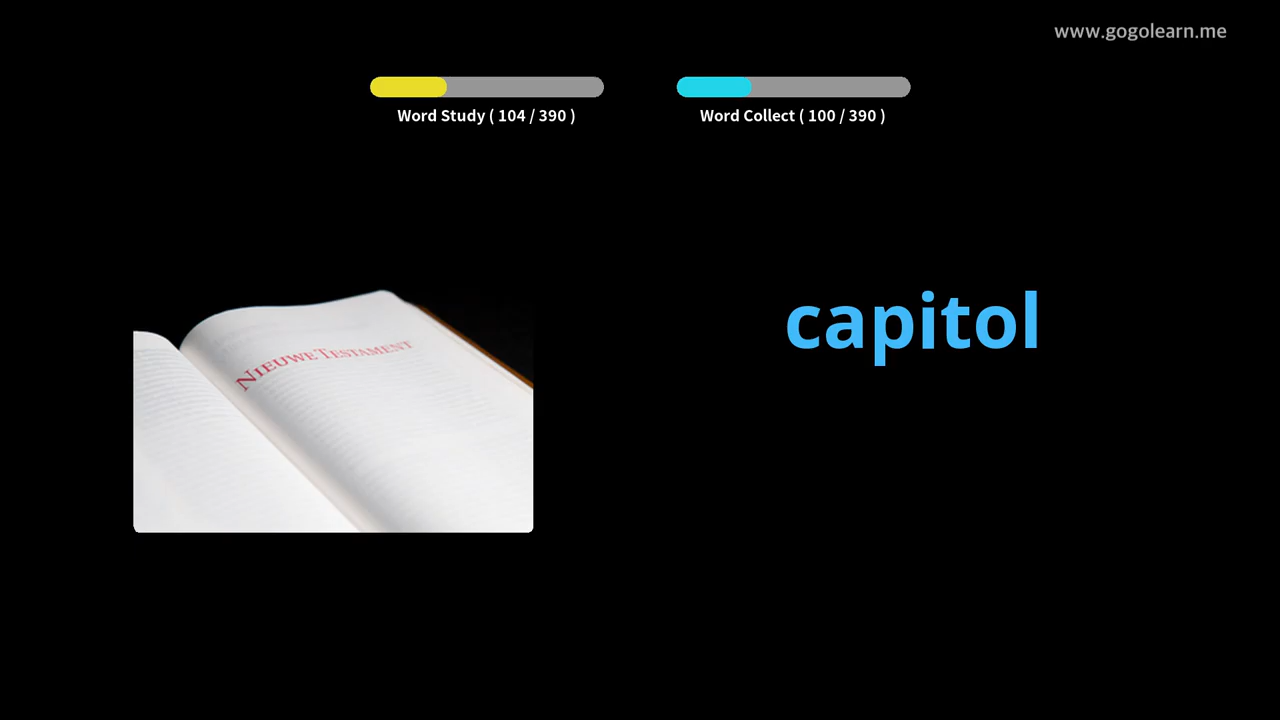 www.gogolearn.me
Word Study ( 104 / 390 )
Word Collect ( 100 / 390 )
NIEUWE TESTAMENT
capitol